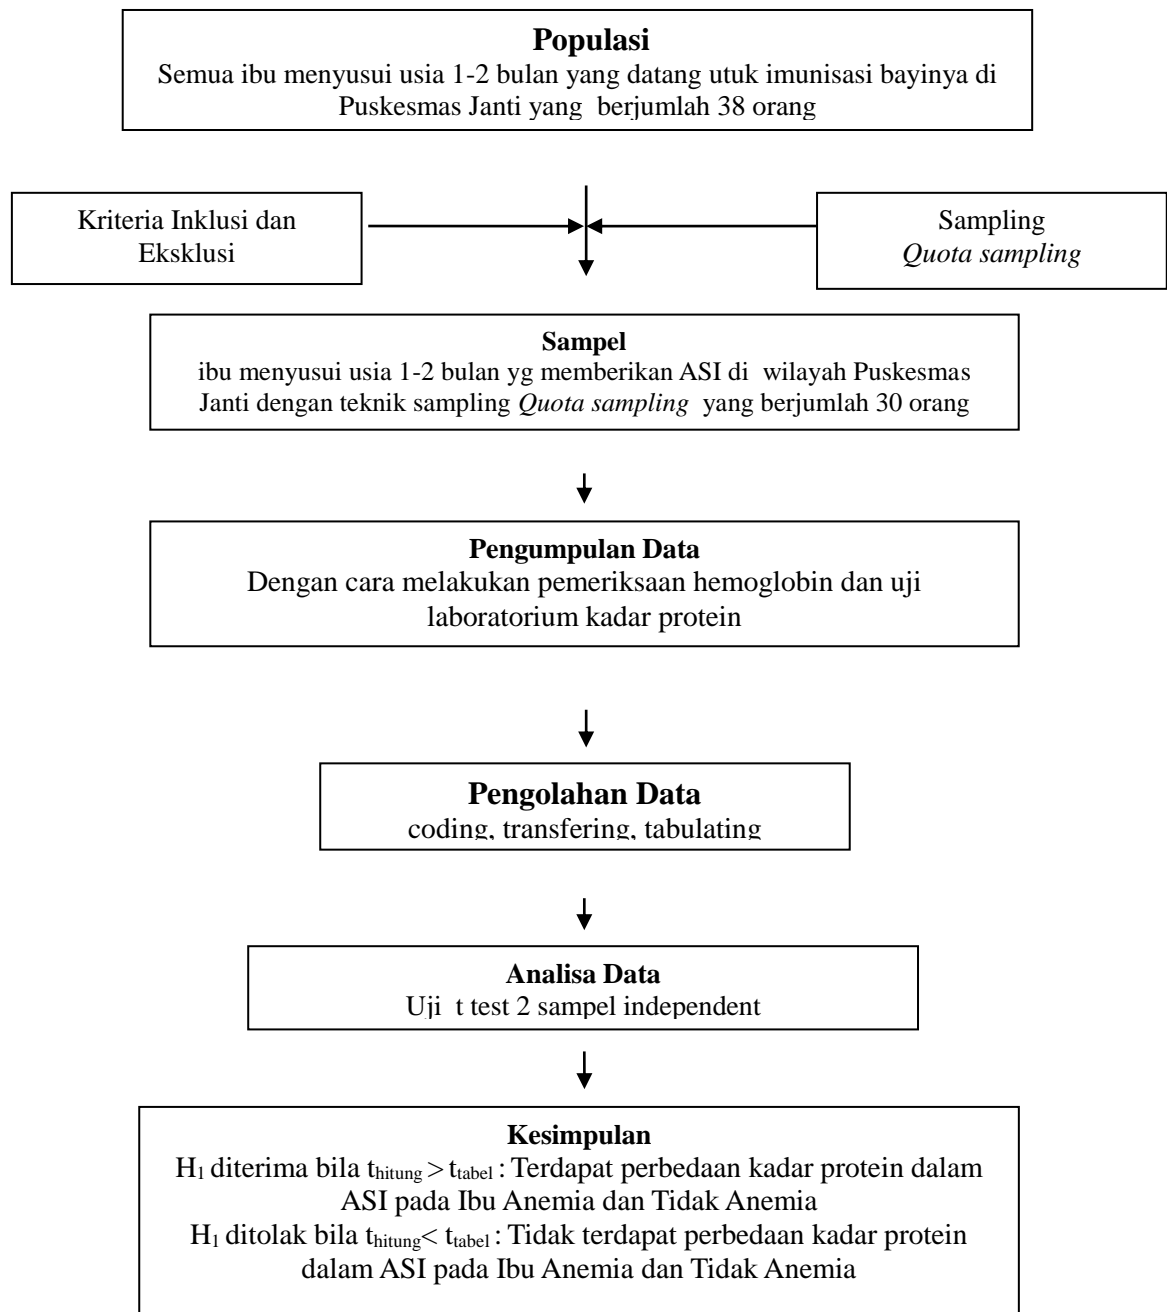 Populasi
Semua ibu menyusui usia 1-2 bulan yang datang utuk imunisasi bayinya di
Puskesmas Janti yang berjumlah 38 orang
Kriteria Inklusi dan
Eksklusi
Sampling
Quota sampling
Sampel
ibu menyusui usia 1-2 bulan yg memberikan ASI di wilayah Puskesmas
Janti dengan teknik sampling Quota sampling yang berjumlah 30 orang
Pengumpulan Data
Dengan cara melakukan pemeriksaan hemoglobin dan uji
laboratorium kadar protein
Pengolahan Data
coding, transfering, tabulating
Analisa Data
Uji t test 2 sampel independent
Kesimpulan
H1 diterima bila thitung > ttabel : Terdapat perbedaan kadar protein dalam
ASI pada Ibu Anemia dan Tidak Anemia
H1 ditolak bila thitung< ttabel : Tidak terdapat perbedaan kadar protein
dalam ASI pada Ibu Anemia dan Tidak Anemia